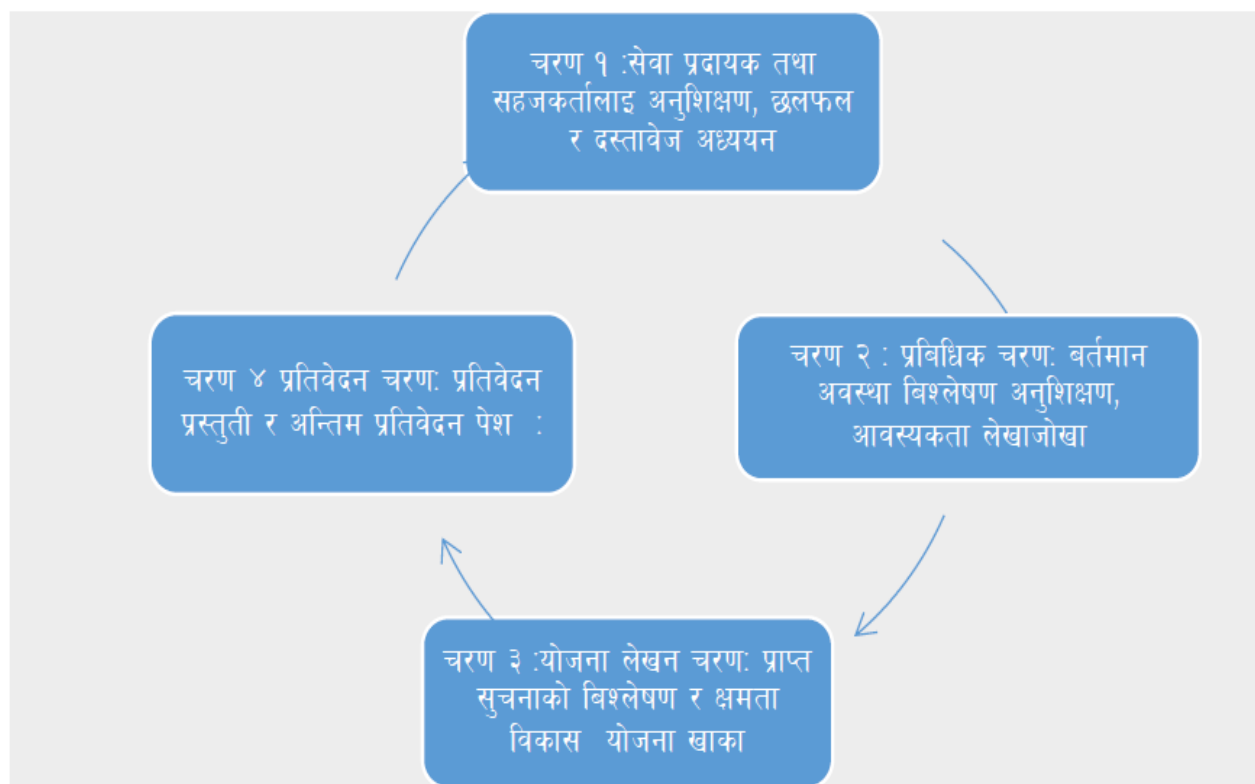 चरण १ :सेवा प्रदायक तथा
सहजकर्तालाइ अनुशिक्षण, छलफल
र दस्तावेज अध्ययन
चरण २ : प्रबिधिक चरण: बर्तमान
अवस्था बिश्लेषण अनुशिक्षण,
आवस्यकता लेखाजोखा
चरण ३ :योजना लेखन चरण: प्राप्त
सुचनाको बिश्लेषण र क्षमता
विकास योजना खाका
चरण ४ प्रतिवेदन चरण: प्रतिवेदन
प्रस्तुती र अन्तिम प्रतिवेदन पेश :